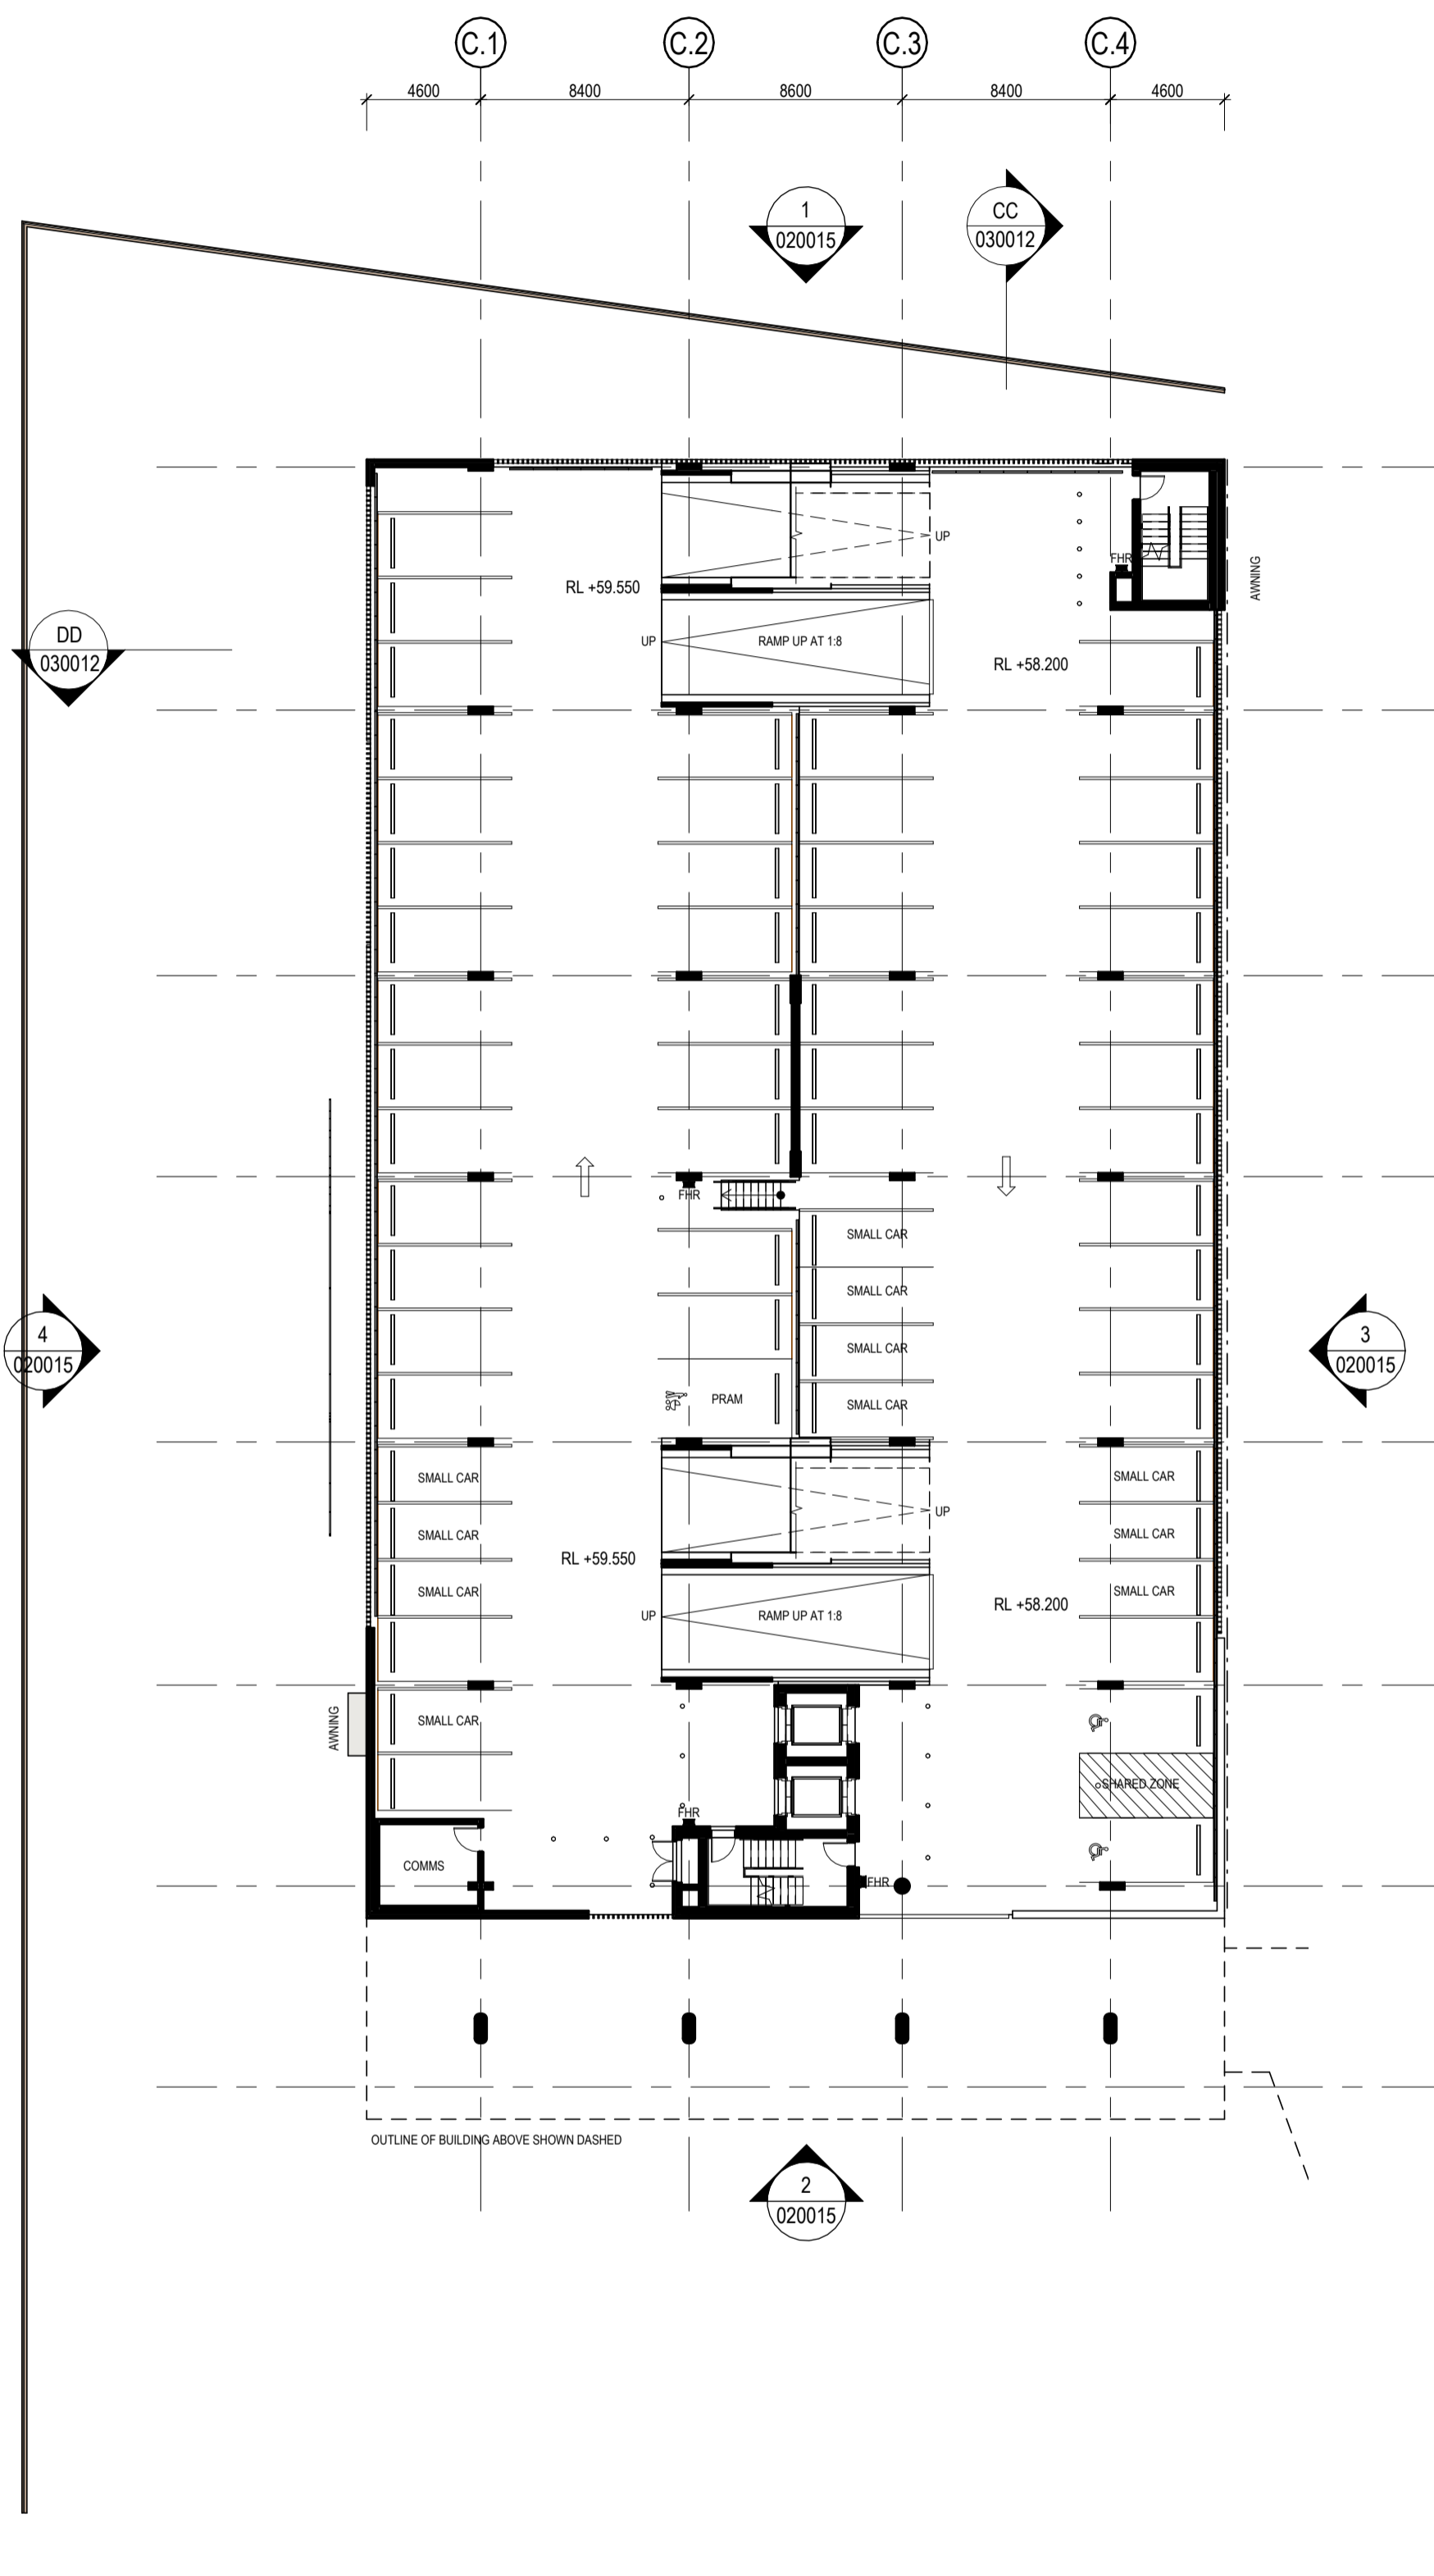 C.1
C.2
C.3
C.4
4600
8400
8600
8400
4600
1
020015
CC
030012
UP
FHR
AWNING
RL +59.550
DD
030012
UP
RAMP UP AT 1:8
RL +58.200
FHR
SMALL CAR
SMALL CAR
4
020015
3
020015
SMALL CAR
PRAM
SMALL CAR
SMALL CAR
SMALL CAR
UP
SMALL CAR
SMALL CAR
RL +59.550
SMALL CAR
SMALL CAR
RL +58.200
UP
RAMP UP AT 1:8
AWNING
SMALL CAR
SHARED ZONE
FHR
COMMS
FHR
OUTLINE OF BUILDING ABOVE SHOWN DASHED
2
020015